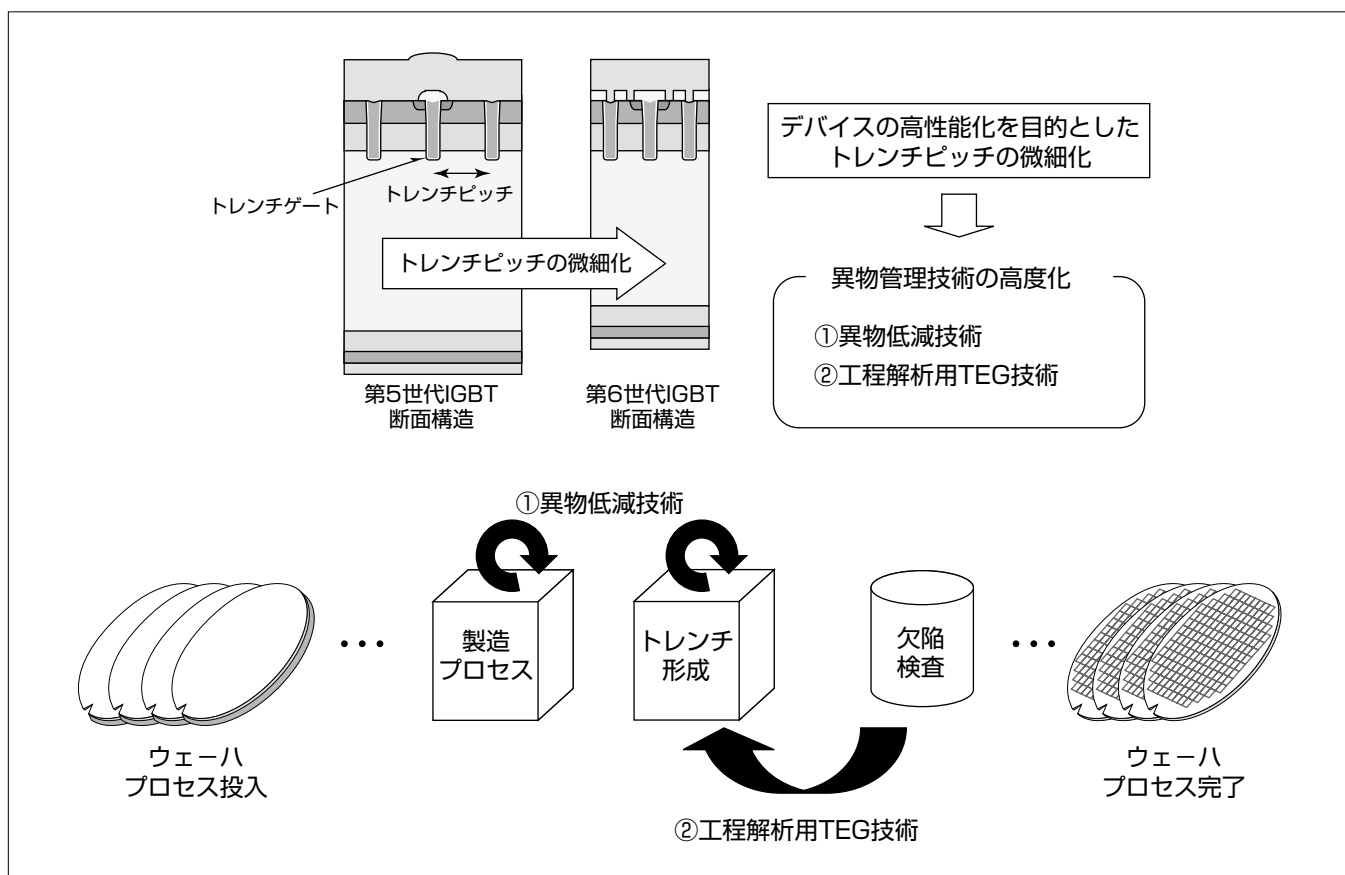 トレンチゲート
トレンチピッチ
トレンチピッチの微細化
第5世代IGBT
断面構造
第6世代IGBT
断面構造
デバイスの高性能化を目的とした
トレンチピッチの微細化
異物管理技術の高度化
①異物低減技術
②工程解析用TEG技術
①異物低減技術
ウェーハ
プロセス投入
•••
製造
プロセス
トレンチ
形成
欠陥
検査
•••
ウェーハ
プロセス完了
②工程解析用TEG技術